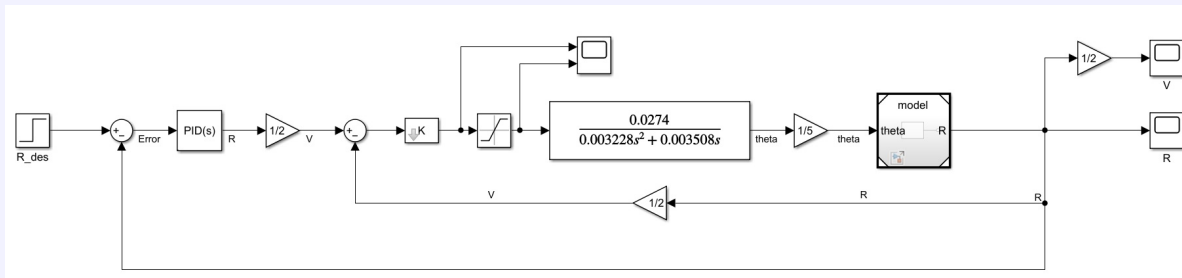 R_des
+
−
Error
PID(s)
R
1/2
V
+
−
K
0.0274
0.003228s² + 0.003508s
theta
1/5
theta
model
theta
R
1/2
V
R
V
1/2
R
R